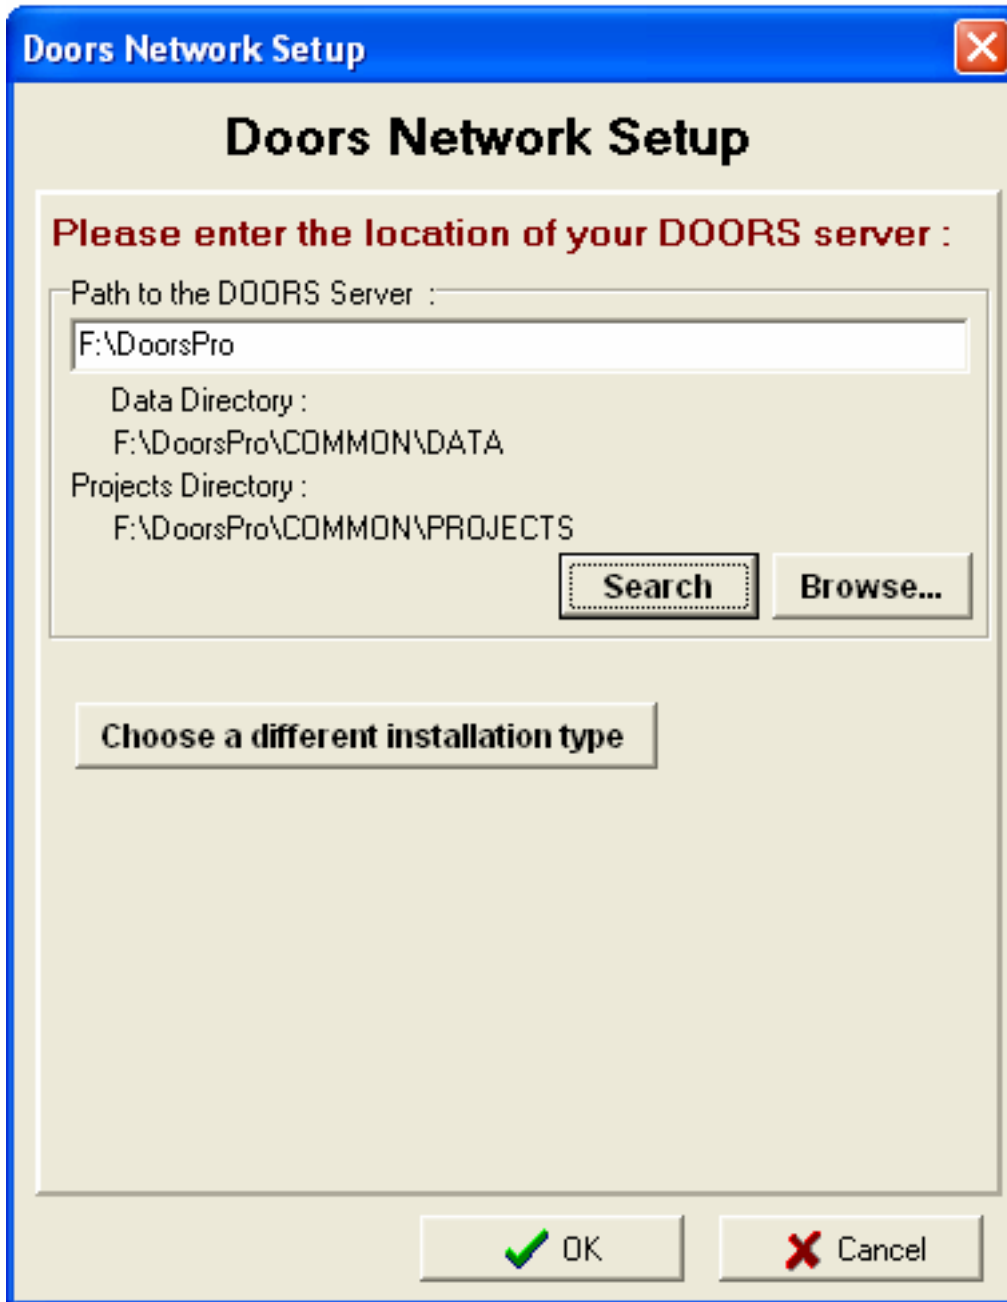 Doors Network Setup
Doors Network Setup
Please enter the location of your DOORS server :
Path to the DOORS Server :
F:\DoorsPro
Data Directory :
F:\DoorsPro\COMMON\DATA
Projects Directory :
F:\DoorsPro\COMMON\PROJECTS
Search Browse...
Choose a different installation type
OK Cancel